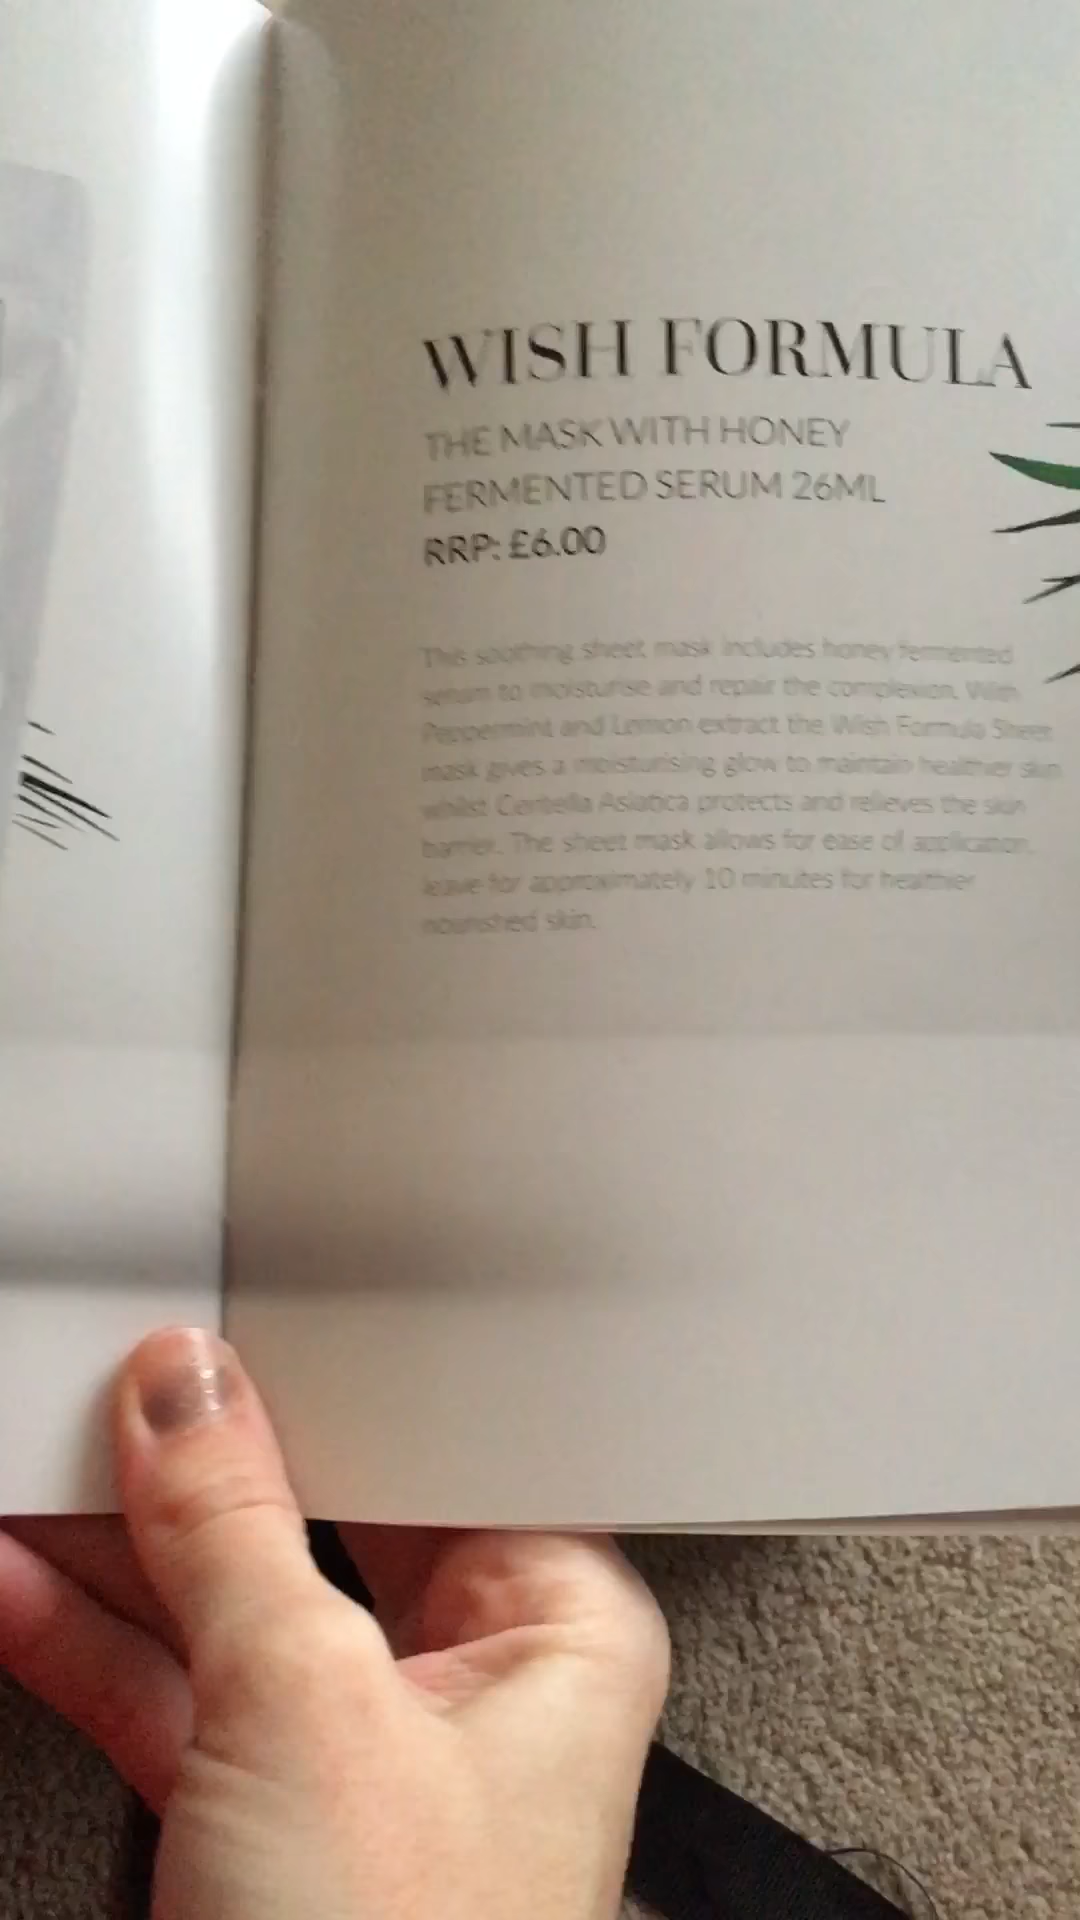 WISH FORMULA
THE MASK WITH HONEY
FERMENTED SERUM 26ML
RRP: £6.00
This soothing sheet mask includes honey fermented
serum to moisturise and repair the complexion. With
Peppermint and Lemon extract the Wish Formula Sheet
mask gives a moisturising glow to maintain healthier skin
whilst Centella Asiatica protects and relieves the skin
barrier. The sheet mask allows for ease of application,
leave for approximately 10 minutes for healthier
nourished skin.